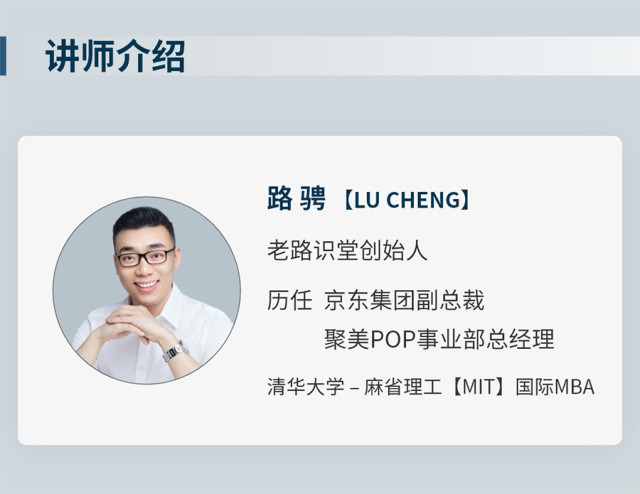 讲师介绍
路 骋【LU CHENG】
老路识堂创始人
历任 京东集团副总裁
聚美POP事业部总经理
清华大学 – 麻省理工【MIT】国际MBA